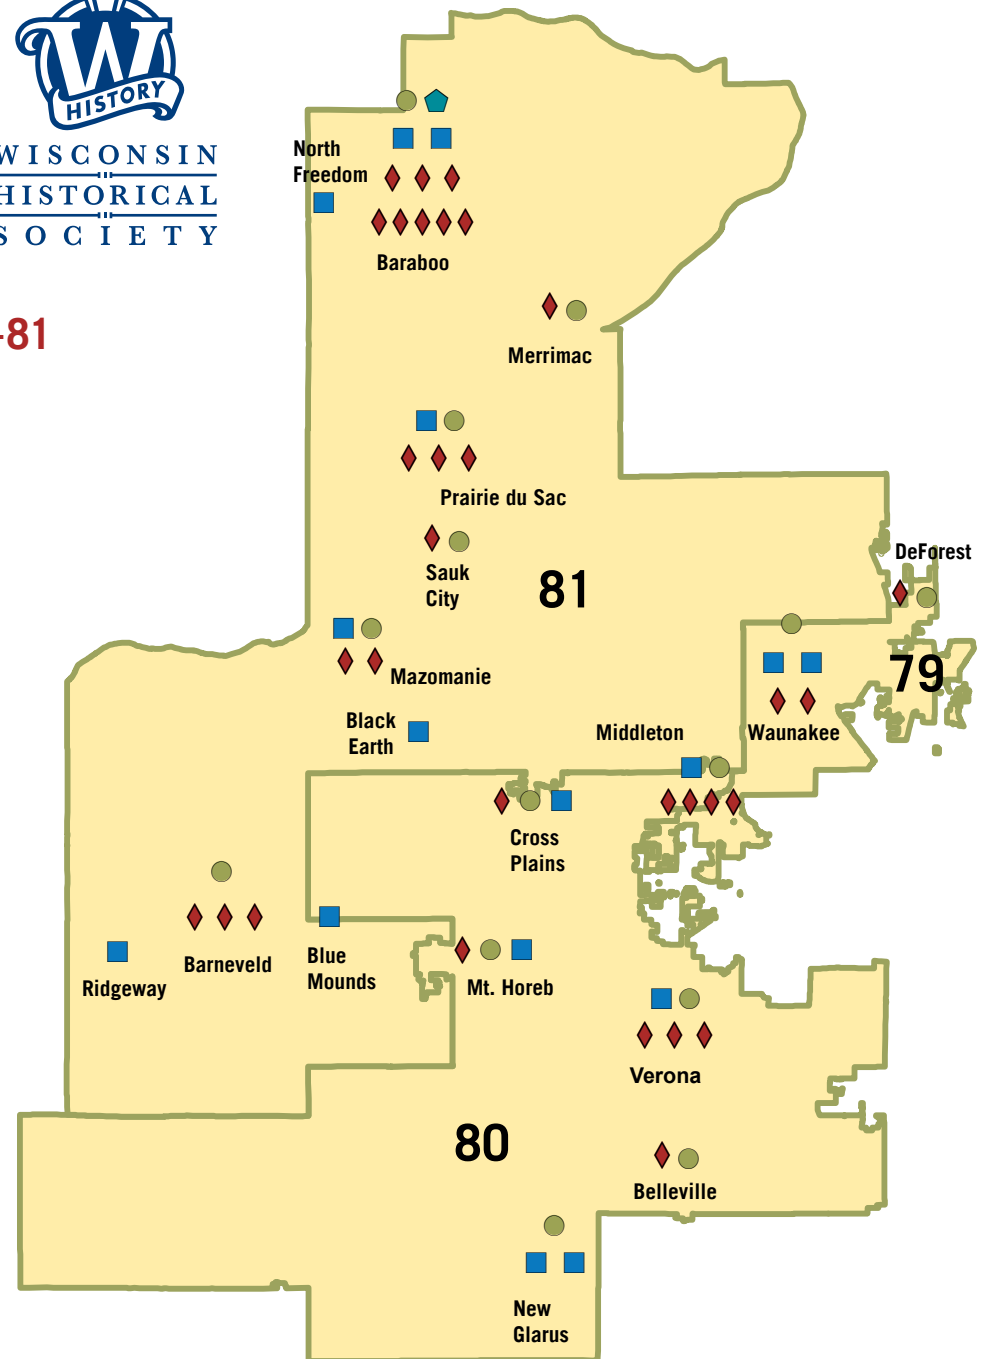 W
HISTORY
WISCONSIN
HISTORICAL
SOCIETY
-81
North
Freedom
Baraboo
Merrimac
Prairie du Sac
Sauk
City
81
DeForest
79
Mazomanie
Black
Earth
Middleton
Waunakee
Cross
Plains
Barneveld
Ridgeway
Blue
Mounds
Mt. Horeb
Verona
80
Belleville
New
Glarus